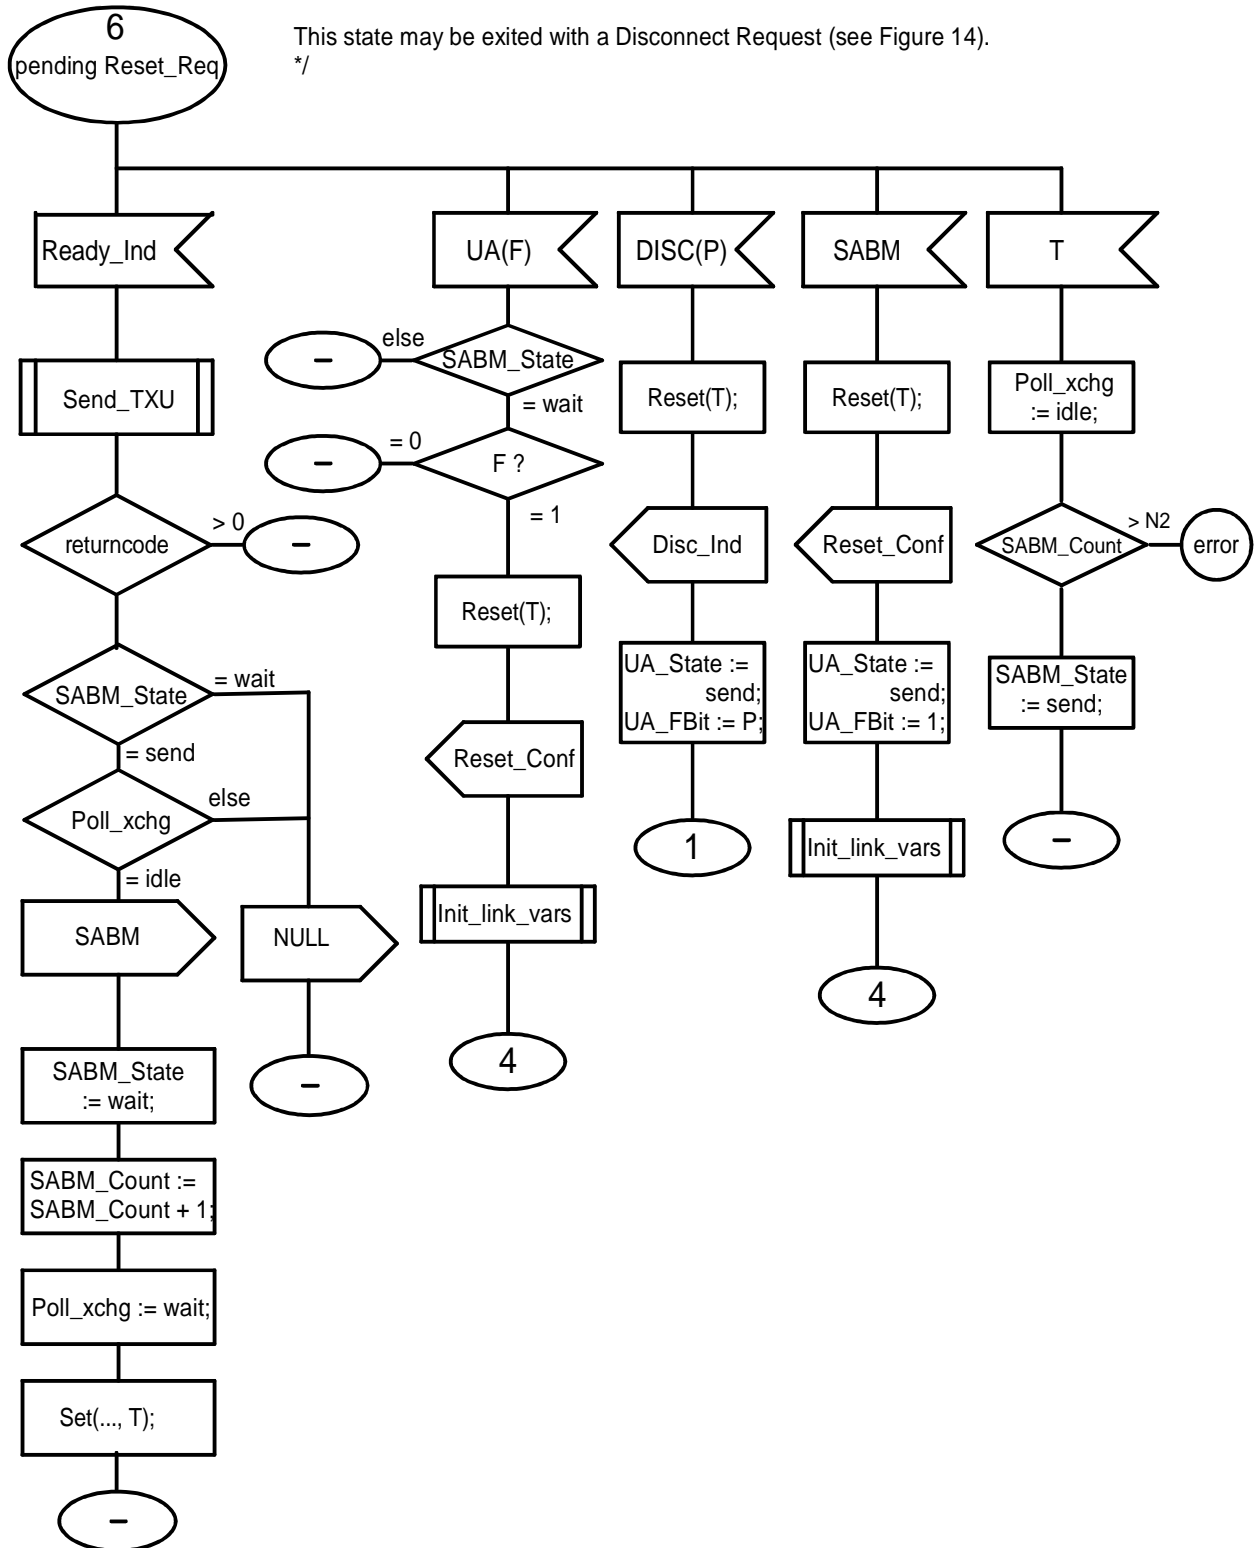 6
pending Reset_Req
This state may be exited with a Disconnect Request (see Figure 14).
*/
Ready_Ind
Send_TXU
returncode
> 0
–
SABM_State
= wait
= send
Poll_xchg
else
= idle
SABM
NULL
–
SABM_State
:= wait;
SABM_Count :=
SABM_Count + 1;
Poll_xchg := wait;
Set(..., T);
–
UA(F)
SABM_State
else
–
= wait
F ?
= 0
–
= 1
Reset(T);
Reset_Conf
Init_link_vars
4
DISC(P)
Reset(T);
Disc_Ind
UA_State :=
send;
UA_FBit := P;
1
SABM
Reset(T);
Reset_Conf
UA_State :=
send;
UA_FBit := 1;
Init_link_vars
4
T
Poll_xchg
:= idle;
SABM_Count
> N2
error
SABM_State
:= send;
–